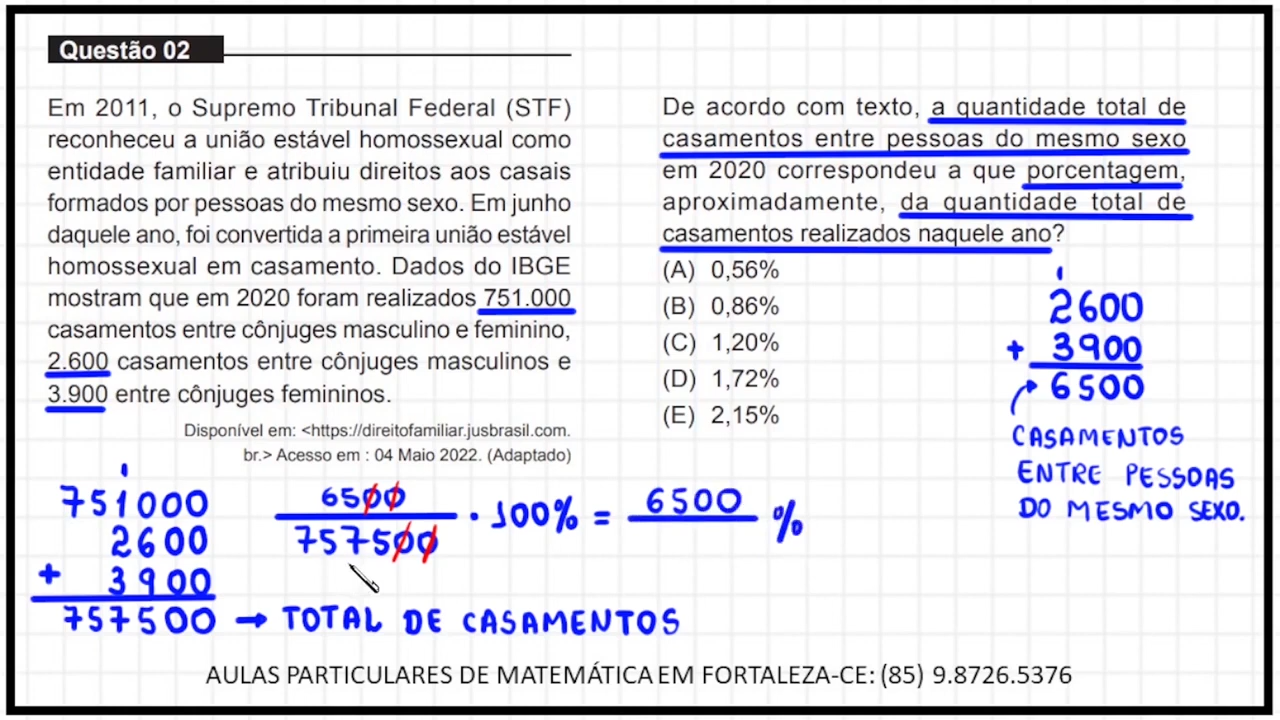 Questão 02
Em 2011, o Supremo Tribunal Federal (STF)
reconheceu a união estável homossexual como
entidade familiar e atribuiu direitos aos casais
formados por pessoas do mesmo sexo. Em junho
daquele ano, foi convertida a primeira união estável
homossexual em casamento. Dados do IBGE
mostram que em 2020 foram realizados 751.000
casamentos entre cônjuges masculino e feminino,
2.600 casamentos entre cônjuges masculinos e
3.900 entre cônjuges femininos.
Disponível em: <https://direitofamiliar.jusbrasil.com.
br.> Acesso em : 04 Maio 2022. (Adaptado)
De acordo com texto, a quantidade total de
casamentos entre pessoas do mesmo sexo
em 2020 correspondeu a que porcentagem,
aproximadamente, da quantidade total de
casamentos realizados naquele ano?
(A) 0,56%
(B) 0,86%
(C) 1,20%
(D) 1,72%
(E) 2,15%
1
2600
+ 3900
6500
CASAMENTOS
ENTRE PESSOAS
DO MESMO SEXO.
1
751000
2600
+ 3900
757500 → TOTAL DE CASAMENTOS
6500
757500
· 100% =
6500
%
AULAS PARTICULARES DE MATEMÁTICA EM FORTALEZA-CE: (85) 9.8726.5376